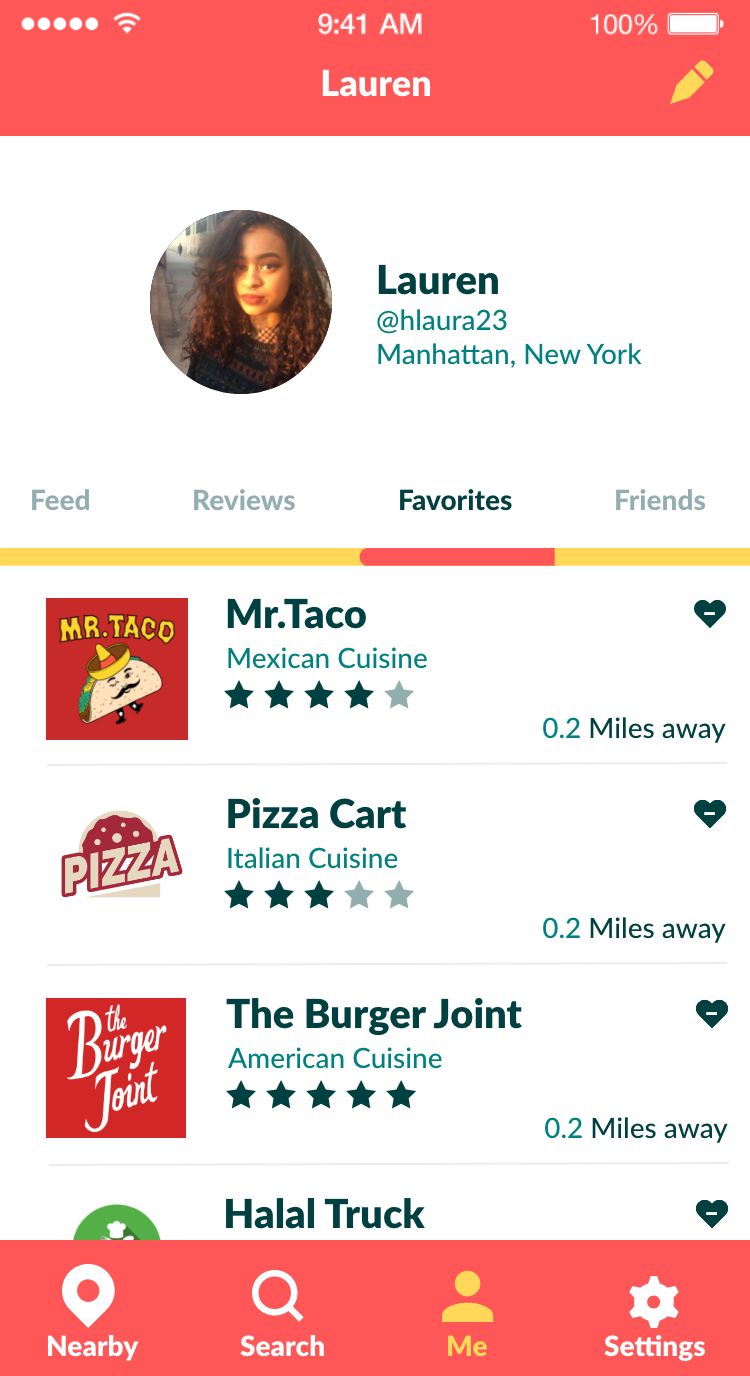 9:41 AM 100%
Lauren
Lauren
@hlaura23
Manhattan, New York
Feed Reviews Favorites Friends
MR.TACO
Mr.Taco
Mexican Cuisine
0.2 Miles away
PIZZA
Pizza Cart
Italian Cuisine
0.2 Miles away
the
Burger
Joint
The Burger Joint
American Cuisine
0.2 Miles away
Halal Truck
Nearby Search Me Settings